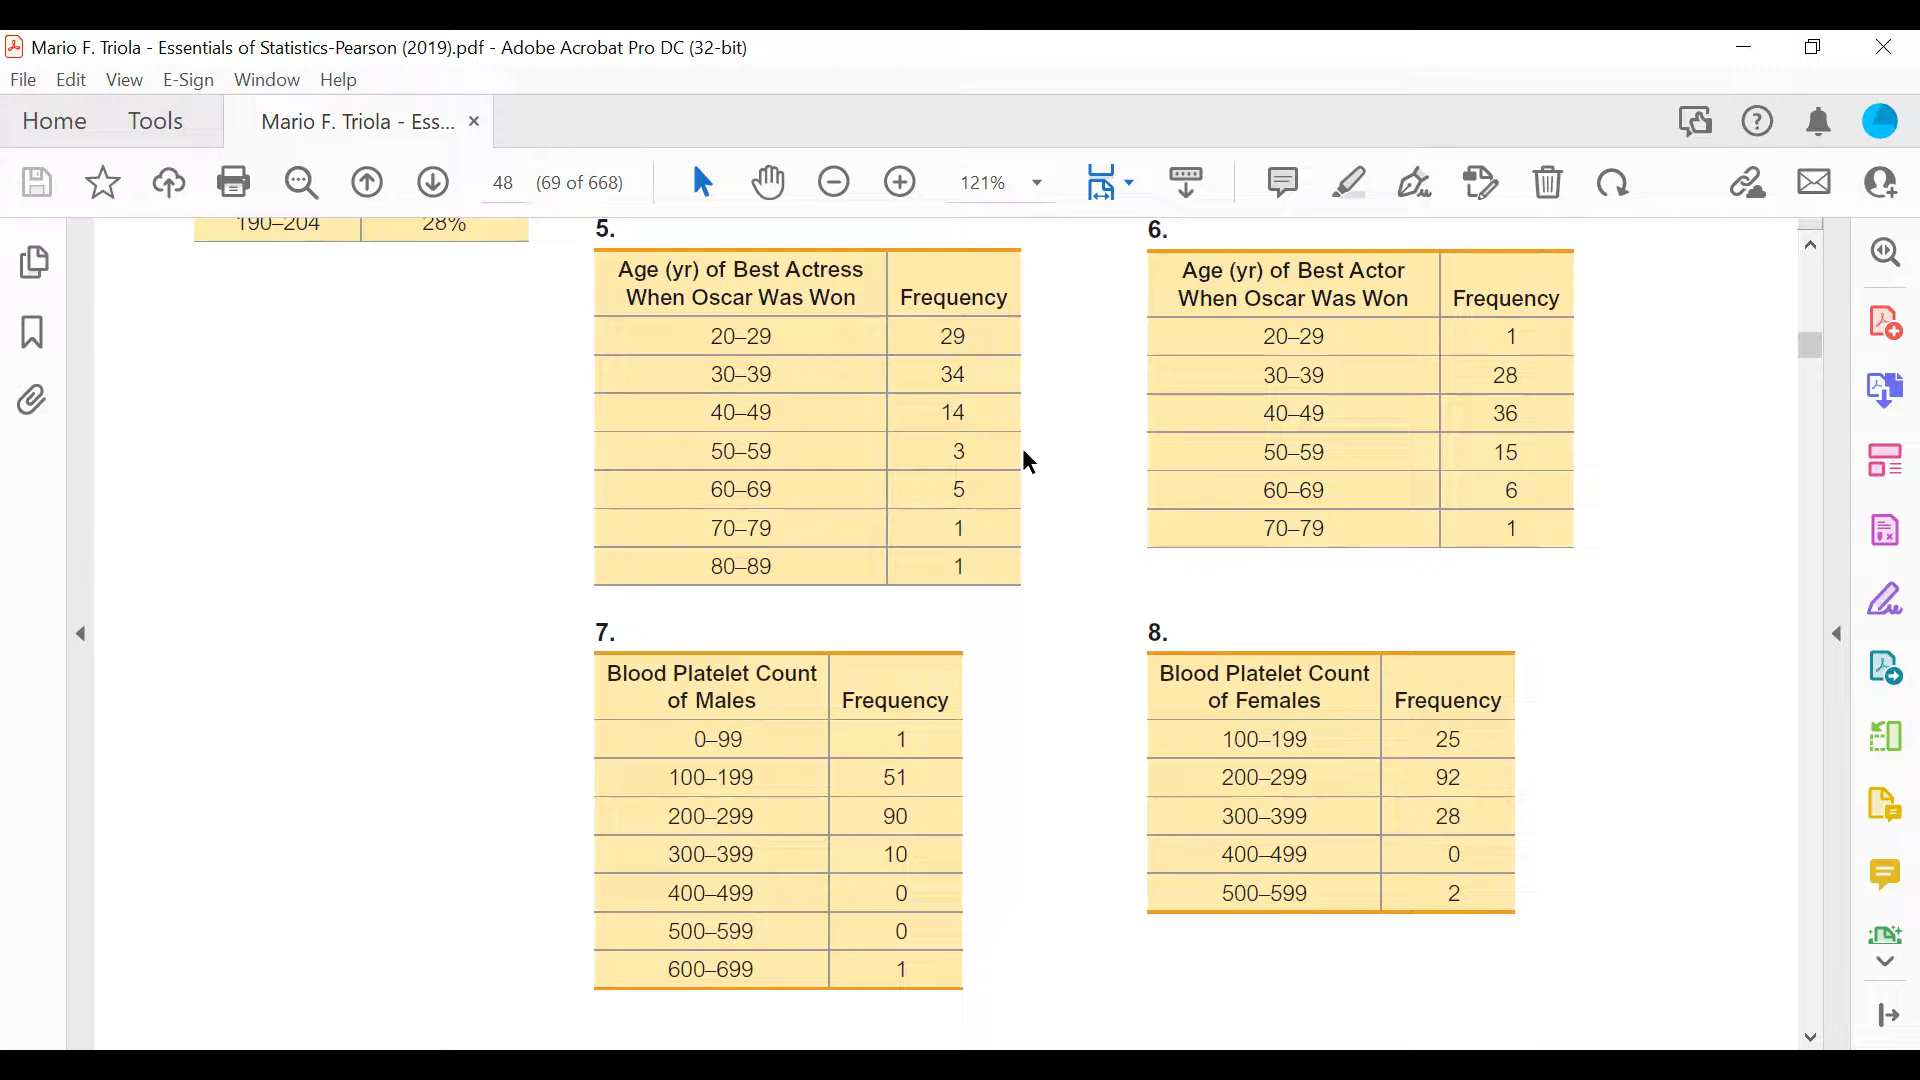 Mario F. Triola - Essentials of Statistics-Pearson (2019).pdf - Adobe Acrobat Pro DC (32-bit)
File Edit View E-Sign Window Help
Home Tools Mario F. Triola - Ess... ×
48 (69 of 668) 121%
190–204 28%
5.
Age (yr) of Best Actress
When Oscar Was Won Frequency
20–29 29
30–39 34
40–49 14
50–59 3
60–69 5
70–79 1
80–89 1
6.
Age (yr) of Best Actor
When Oscar Was Won Frequency
20–29 1
30–39 28
40–49 36
50–59 15
60–69 6
70–79 1
7.
Blood Platelet Count
of Males Frequency
0–99 1
100–199 51
200–299 90
300–399 10
400–499 0
500–599 0
600–699 1
8.
Blood Platelet Count
of Females Frequency
100–199 25
200–299 92
300–399 28
400–499 0
500–599 2